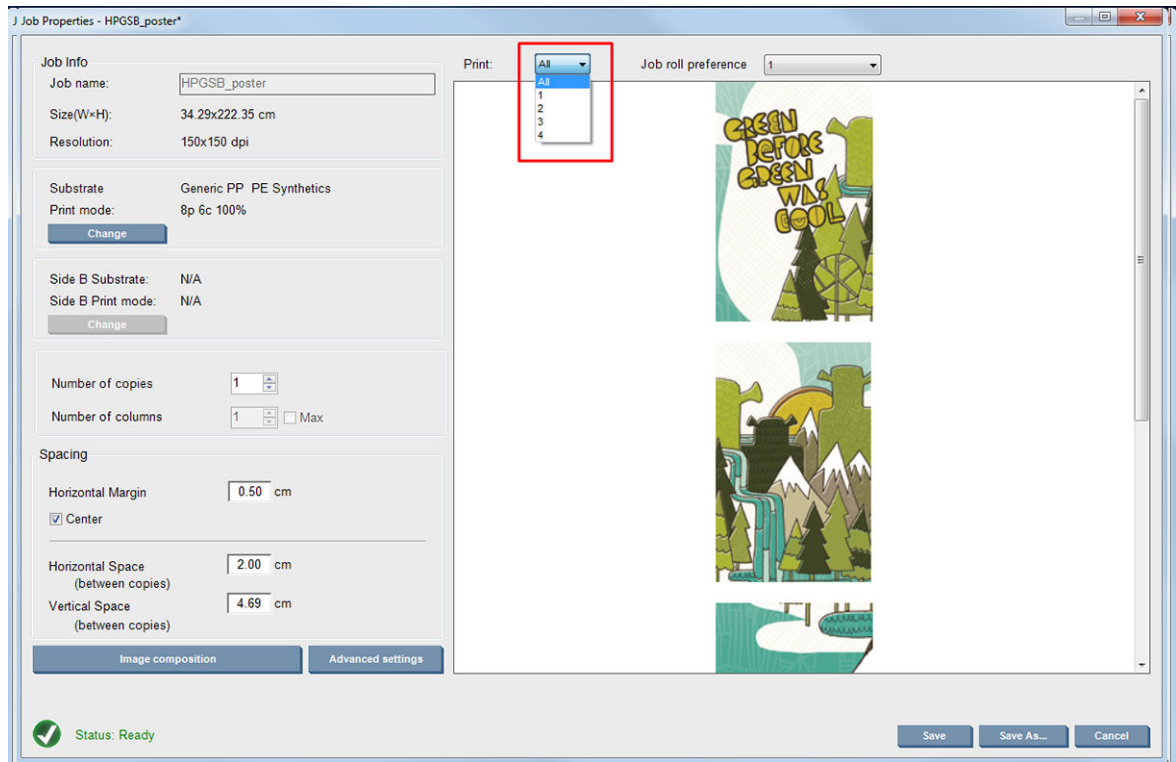 J Job Properties - HPGSB_poster*
Job Info
Job name: HPGSB_poster
Size(W×H): 34.29x222.35 cm
Resolution: 150x150 dpi
Substrate Generic PP PE Synthetics
Print mode: 8p 6c 100%
Change
Side B Substrate: N/A
Side B Print mode: N/A
Change
Number of copies 1
Number of columns 1 Max
Spacing
Horizontal Margin 0.50 cm
Center
Horizontal Space 2.00 cm
(between copies)
Vertical Space 4.69 cm
(between copies)
Image composition Advanced settings
Print: All Job roll preference 1
All
1
2
3
4
GREEN
BEFORE
GREEN
WAS
COOL
Status: Ready
Save Save As... Cancel